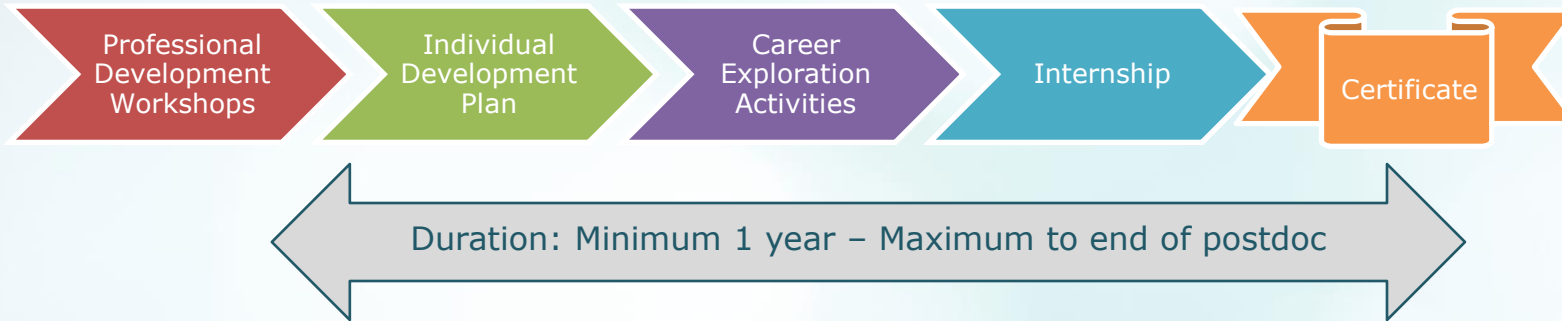 Professional
Development
Workshops
Individual
Development
Plan
Career
Exploration
Activities
Internship
Certificate
Duration: Minimum 1 year – Maximum to end of postdoc